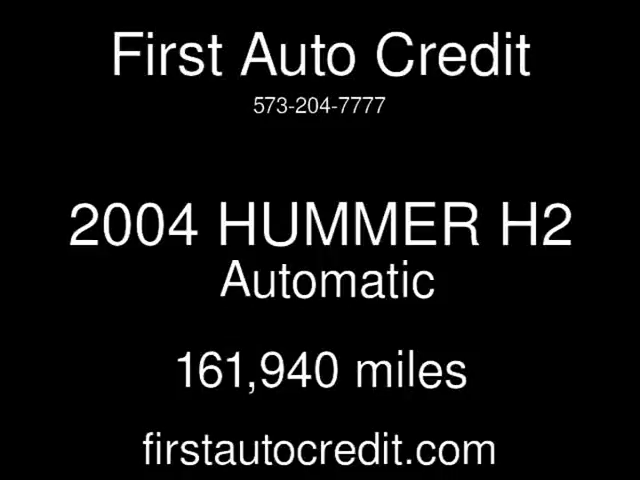 First Auto Credit
573-204-7777
2004 HUMMER H2
Automatic
161,940 miles
firstautocredit.com